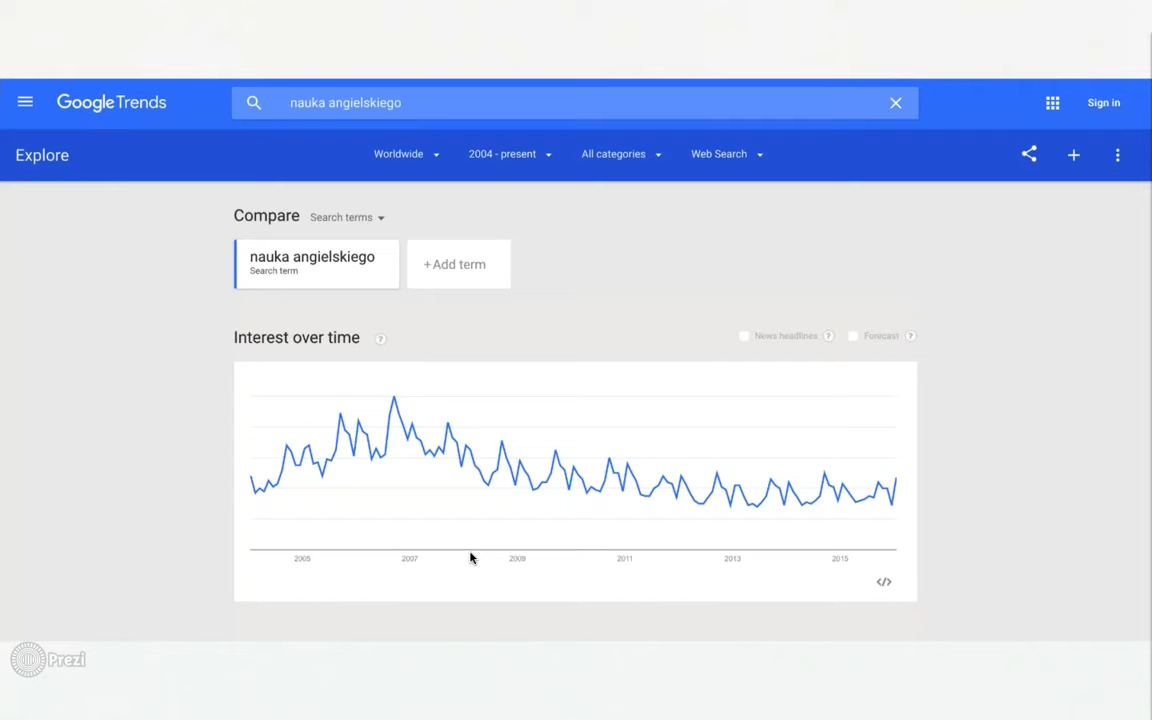 Google Trends
nauka angielskiego
Sign in
Explore
Worldwide
2004 - present
All categories
Web Search
Compare
Search terms
nauka angielskiego
Search term
+Add term
Interest over time
?
News headlines
?
Forecast
?
2005
2007
2009
2011
2013
2015
</>
Prezi